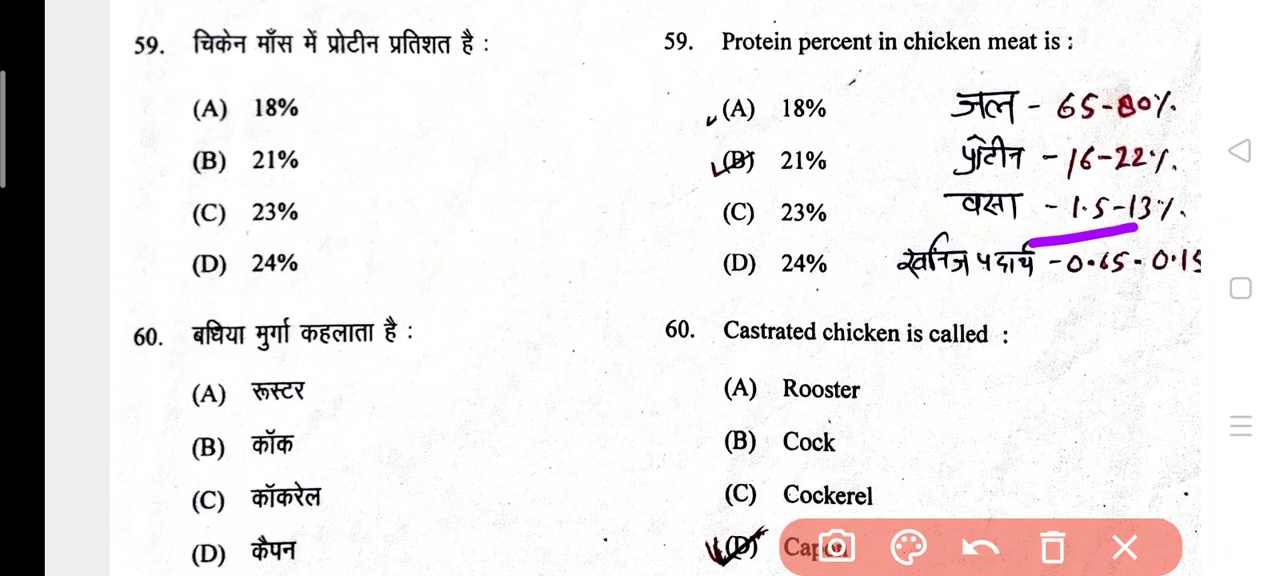 59. चिकेन माँस में प्रोटीन प्रतिशत है :
(A) 18%
(B) 21%
(C) 23%
(D) 24%
60. बधिया मुर्गा कहलाता है :
(A) रूस्टर
(B) कॉक
(C) कॉकरेल
(D) कैपन
59. Protein percent in chicken meat is :
(A) 18%
(B) 21%
(C) 23%
(D) 24%
जल - 65-80%
प्रोटीन - 16-22%
वसा - 1.5-13%
खनिज पदार्थ - 0.65-0.15
60. Castrated chicken is called :
(A) Rooster
(B) Cock
(C) Cockerel
(D) Capon